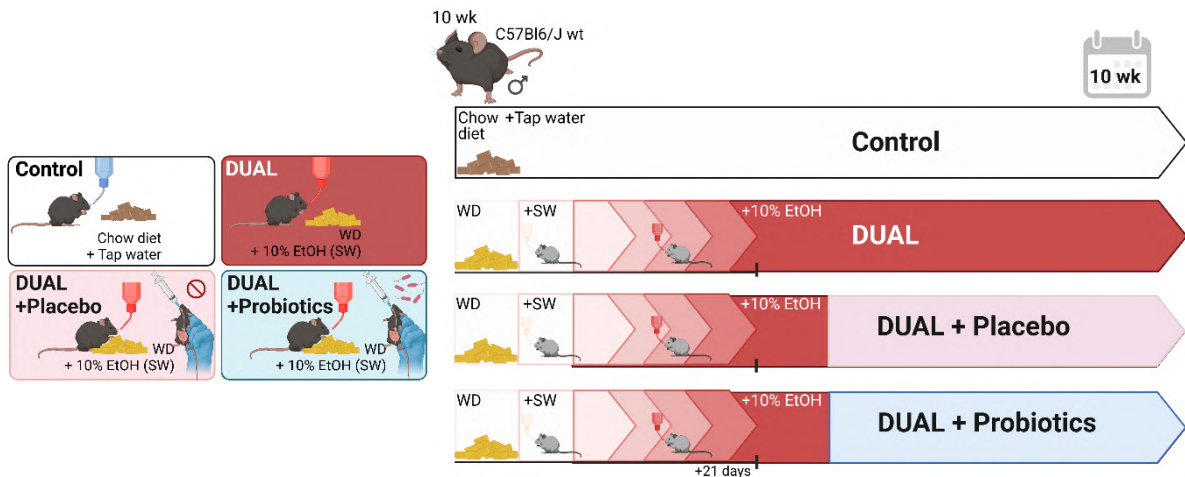 10 wk
C57Bl6/J wt
10 wk
Control
Chow diet
+ Tap water
DUAL
WD
+ 10% EtOH (SW)
DUAL
+Placebo
WD
+ 10% EtOH (SW)
DUAL
+Probiotics
WD
+ 10% EtOH (SW)
Chow +Tap water
diet
Control
WD
+SW
+10% EtOH
DUAL
WD
+SW
+10% EtOH
DUAL + Placebo
WD
+SW
+10% EtOH
DUAL + Probiotics
+21 days